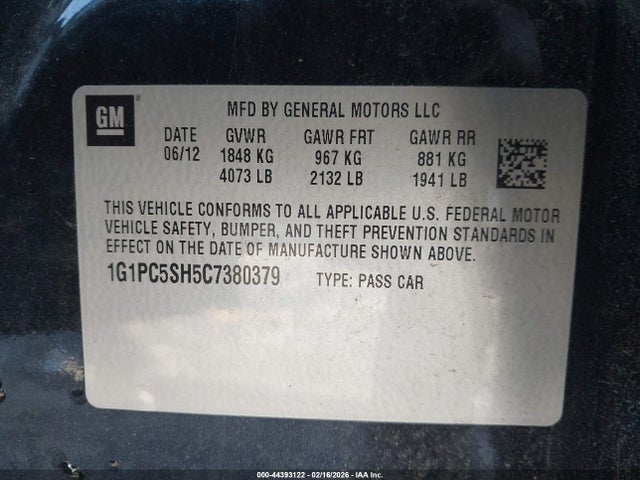 GM ®
MFD BY GENERAL MOTORS LLC
DATE GVWR GAWR FRT GAWR RR
06/12 1848 KG 967 KG 881 KG
4073 LB 2132 LB 1941 LB
THIS VEHICLE CONFORMS TO ALL APPLICABLE U.S. FEDERAL MOTOR
VEHICLE SAFETY, BUMPER, AND THEFT PREVENTION STANDARDS IN
EFFECT ON THE DATE OF MANUFACTURE SHOWN ABOVE.
1G1PC5SH5C7380379 TYPE: PASS CAR
000-44393122 - 02/16/2026 - IAA Inc.